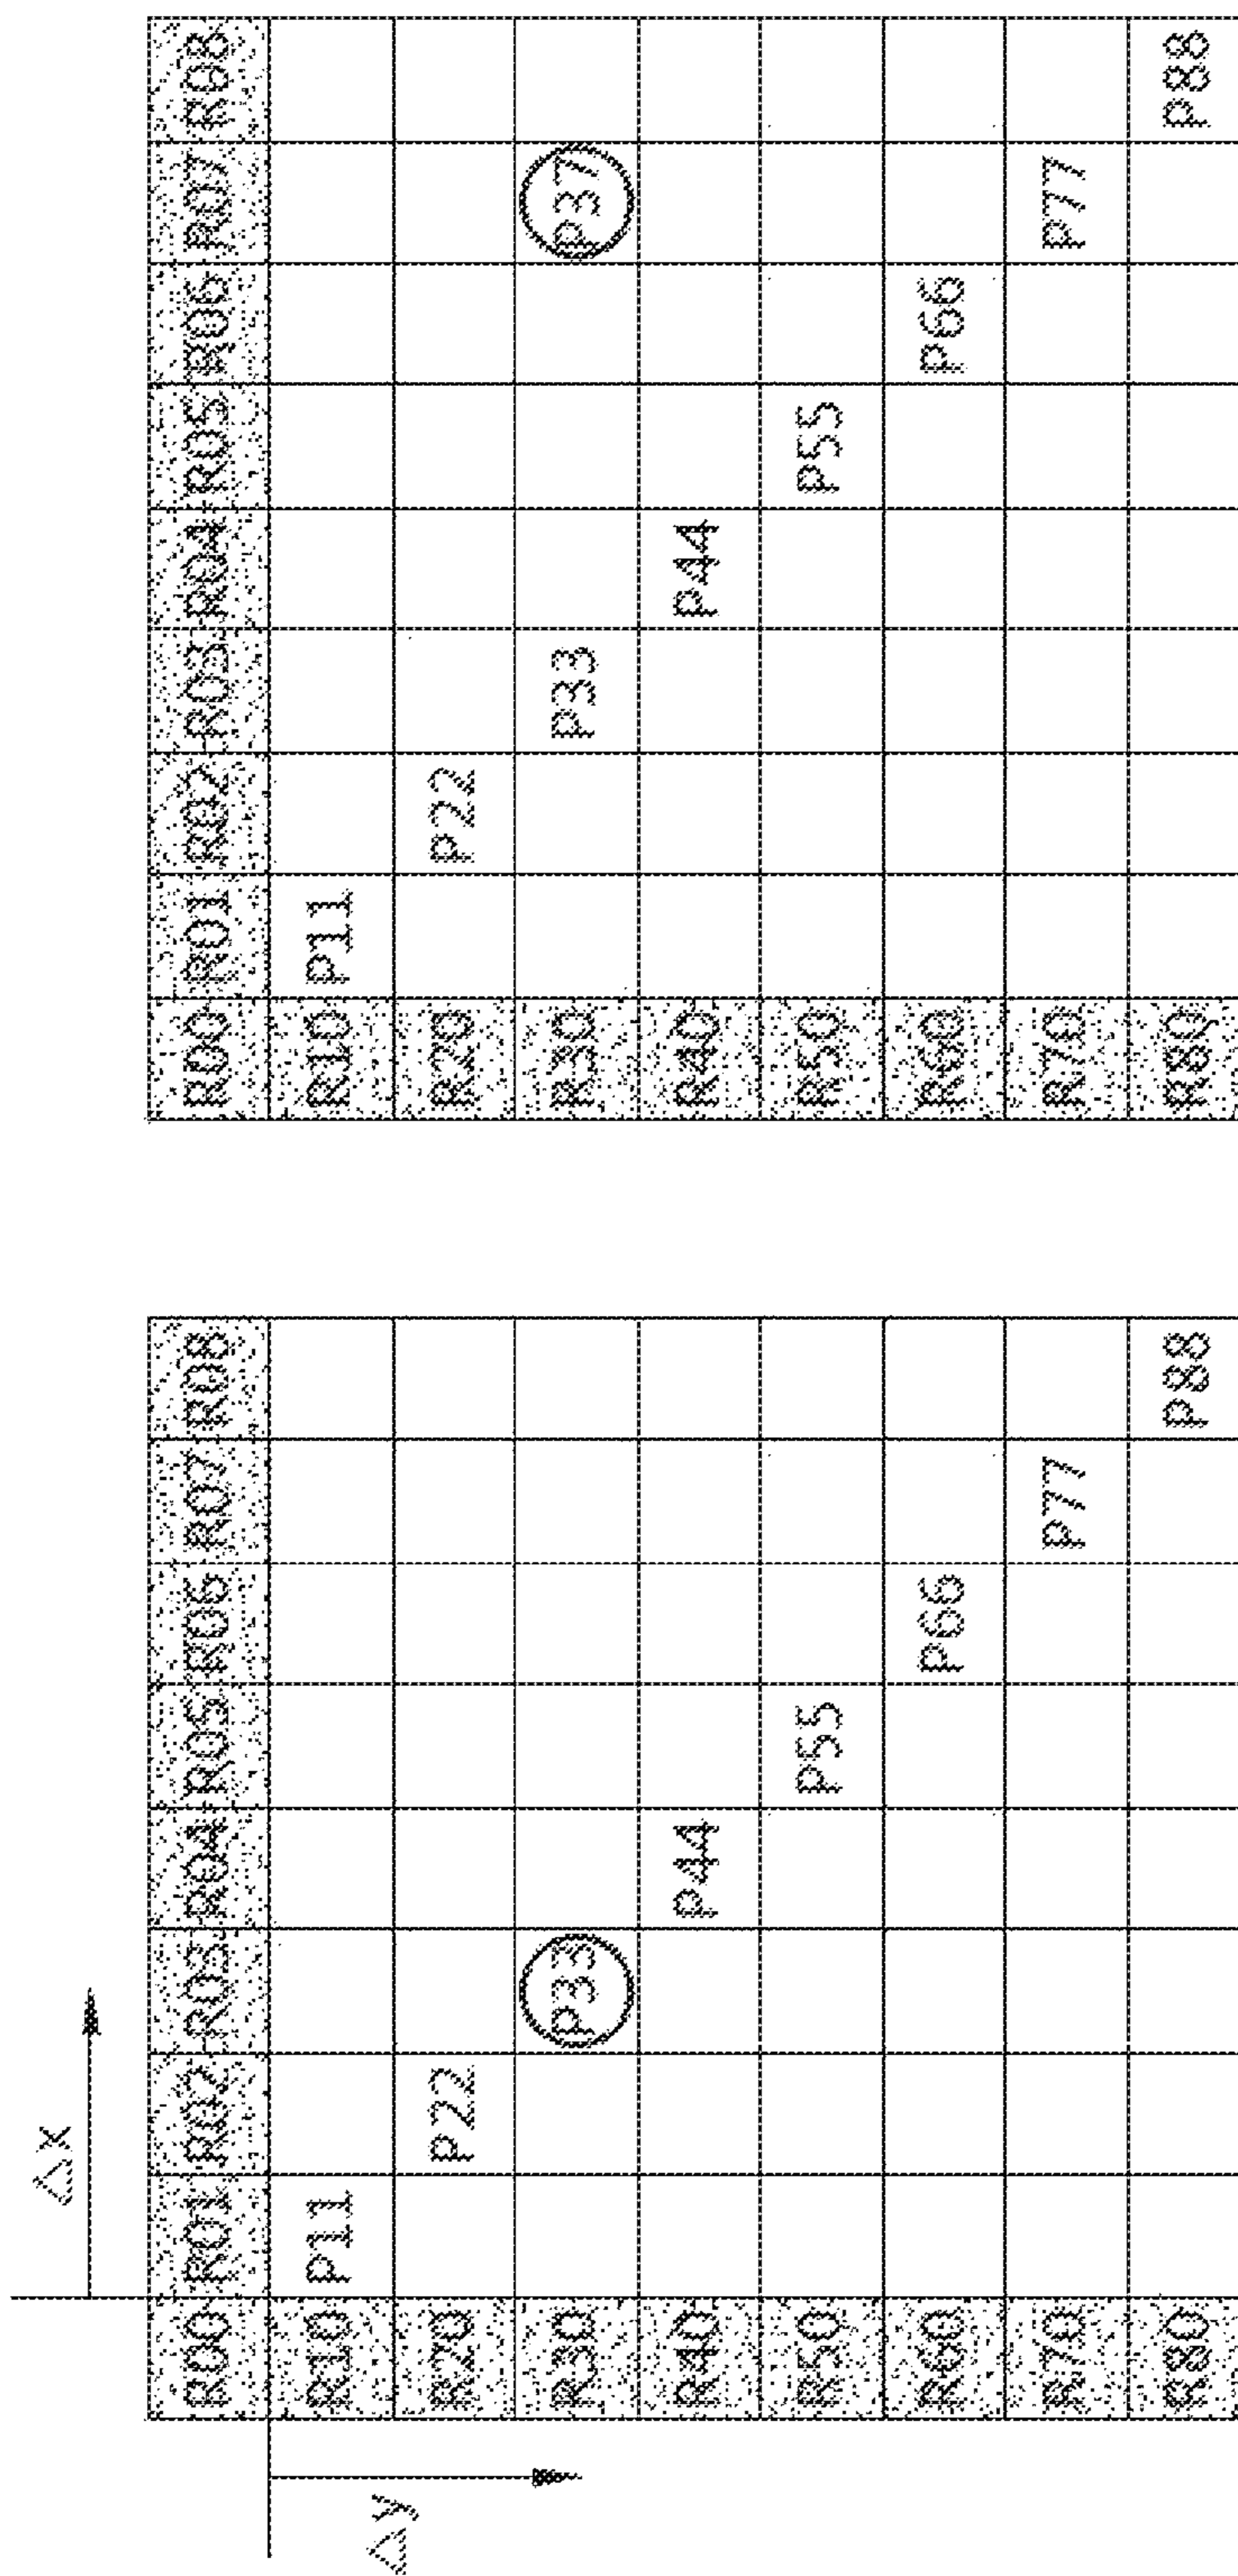 △x
△y
R00 R01 R02 R03 R04 R05 R06 R07 R08
R10 P11
R20 P22
R30 P33
R40 P44
R50 P55
R60 P66
R70 P77
R80 P88
R00 R01 R02 R03 R04 R05 R06 R07 R08
R10 P11
R20 P22
R30 P33 P37
R40 P44
R50 P55
R60 P66
R70 P77
R80 P88